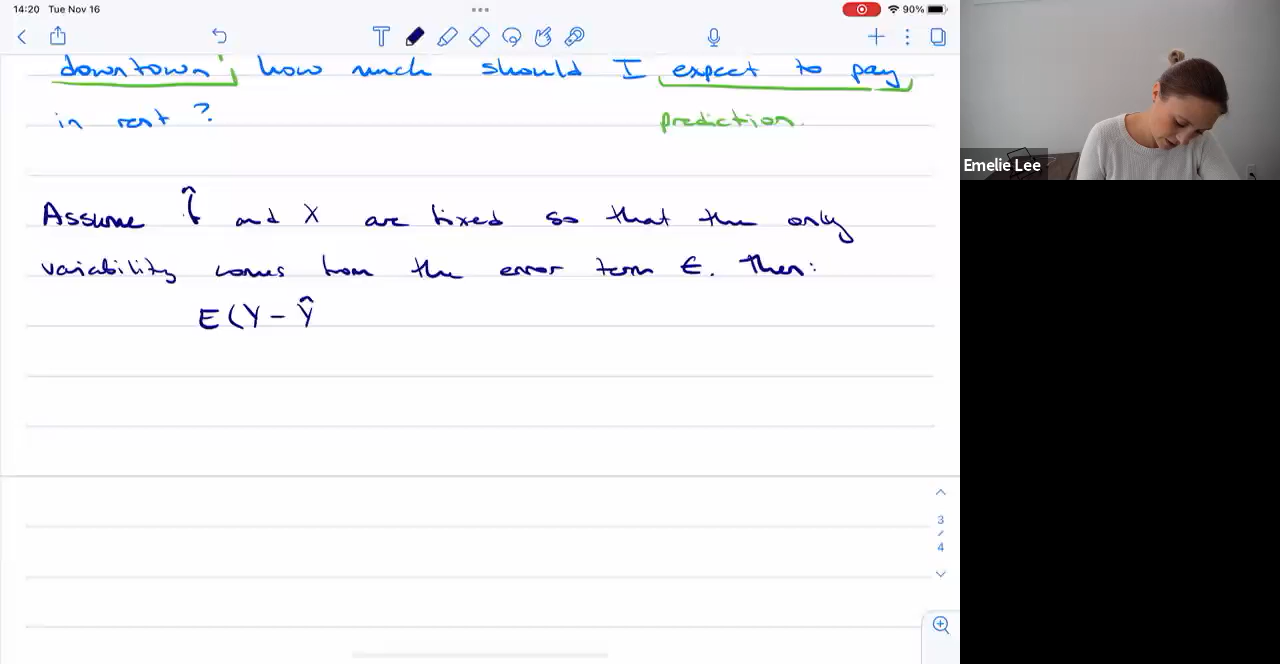 14:20 Tue Nov 16
90%
downtown", how much should I expect to pay
in rent?
prediction.
Emelie Lee
Assume f̂ and X are fixed so that the only
variability comes from the error term ϵ. Then:
E(Y - Ŷ
3
/
4